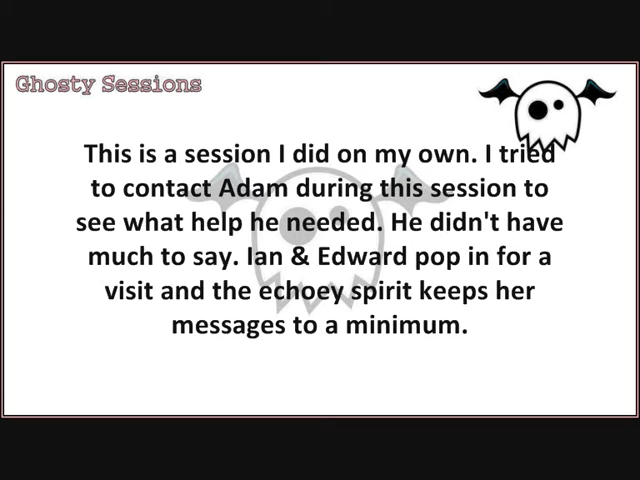 Ghosty Sessions
This is a session I did on my own. I tried
to contact Adam during this session to
see what help he needed. He didn't have
much to say. Ian & Edward pop in for a
visit and the echoey spirit keeps her
messages to a minimum.